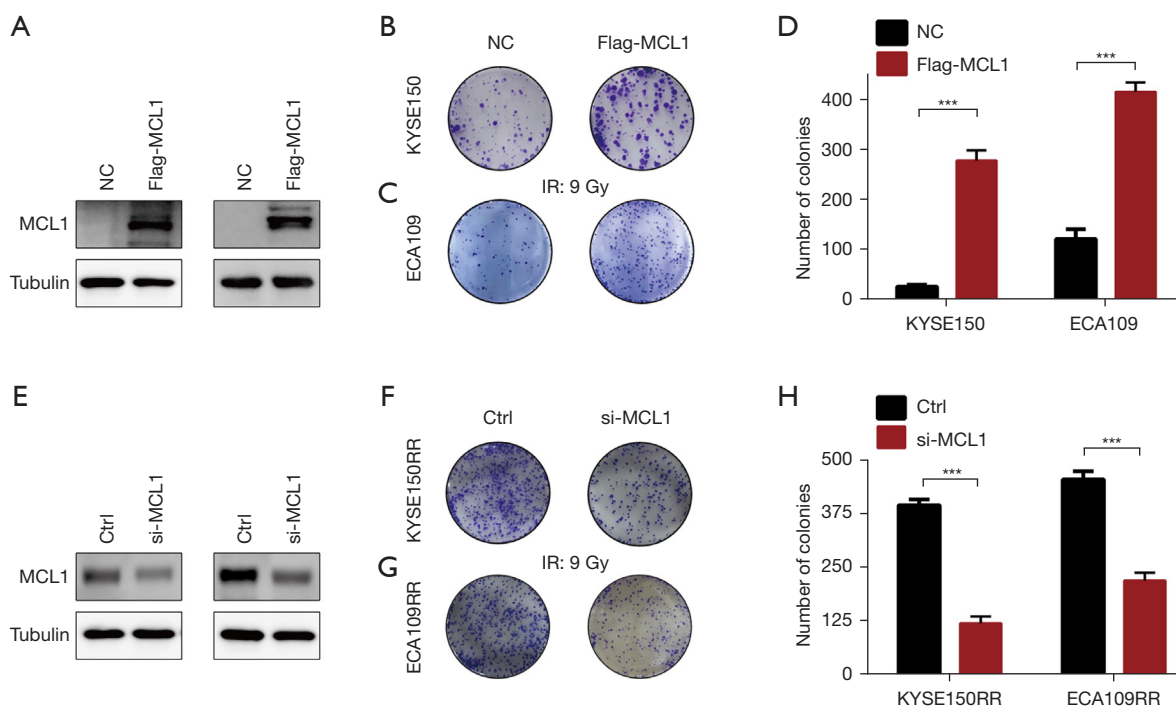 A
NC
Flag-MCL1
NC
Flag-MCL1
MCL1
Tubulin
B
NC
Flag-MCL1
KYSE150
IR: 9 Gy
C
ECA109
D
NC
Flag-MCL1
Number of colonies
400
300
200
100
0
***
***
KYSE150
ECA109
E
Ctrl
si-MCL1
Ctrl
si-MCL1
MCL1
Tubulin
F
Ctrl
si-MCL1
KYSE150RR
IR: 9 Gy
G
ECA109RR
H
Ctrl
si-MCL1
Number of colonies
500
375
250
125
0
***
***
KYSE150RR
ECA109RR